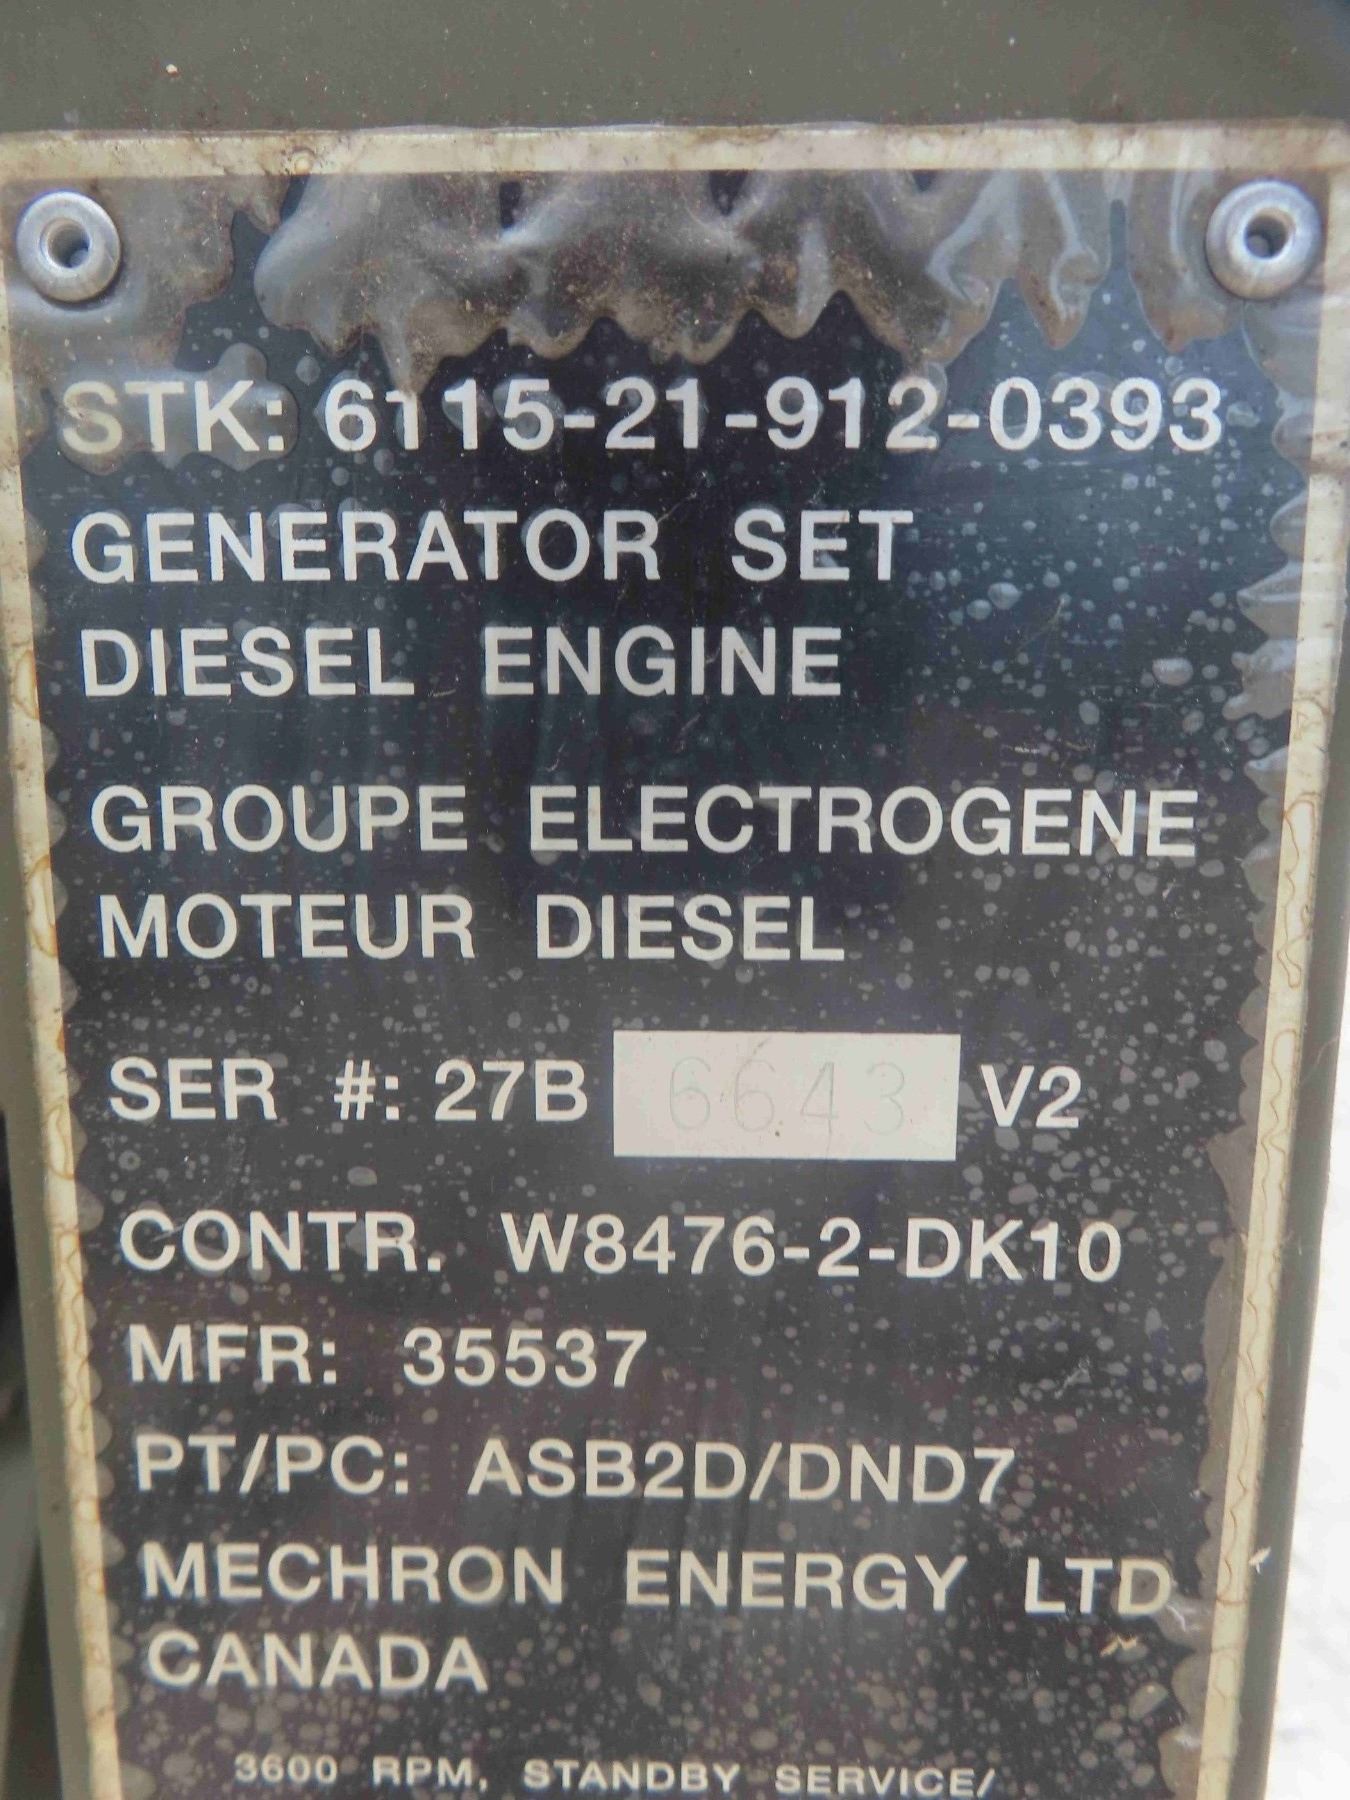 STK: 6115-21-912-0393
GENERATOR SET
DIESEL ENGINE
GROUPE ELECTROGENE
MOTEUR DIESEL
SER #: 27B 6643 V2
CONTR. W8476-2-DK10
MFR: 35537
PT/PC: ASB2D/DND7
MECHRON ENERGY LTD
CANADA
3600 RPM, STANDBY SERVICE/